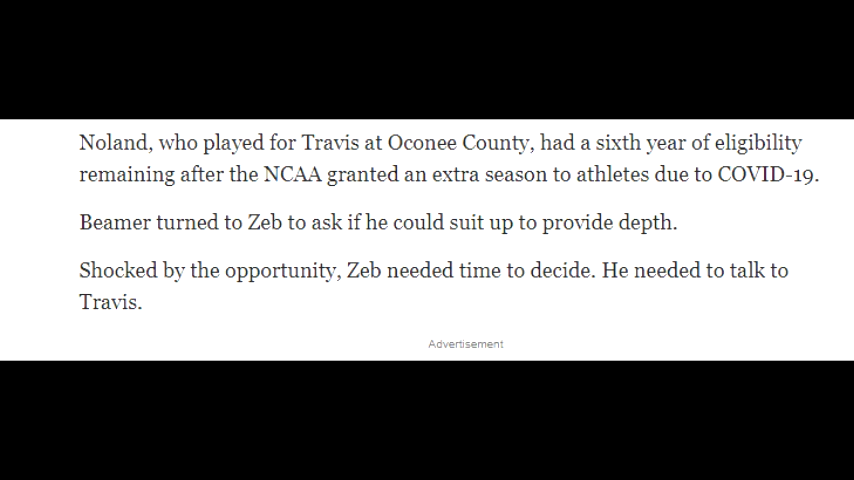 Noland, who played for Travis at Oconee County, had a sixth year of eligibility
remaining after the NCAA granted an extra season to athletes due to COVID-19.
Beamer turned to Zeb to ask if he could suit up to provide depth.
Shocked by the opportunity, Zeb needed time to decide. He needed to talk to
Travis.
Advertisement